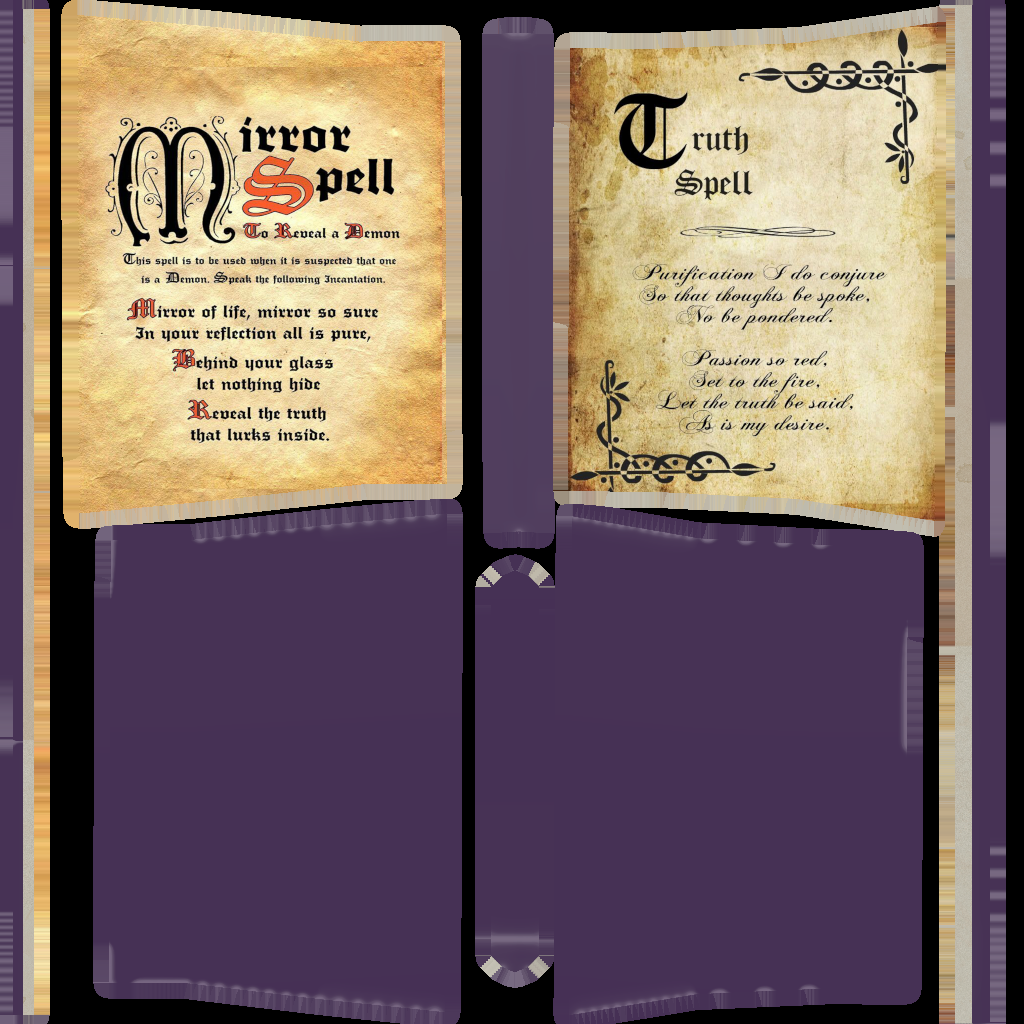 Mirror
Spell
To Reveal a Demon
This spell is to be used when it is suspected that one
is a Demon. Speak the following Incantation.
Mirror of life, mirror so sure
In your reflection all is pure,
Behind your glass
let nothing hide
Reveal the truth
that lurks inside.
Truth
Spell
Purification I do conjure
So that thoughts be spoke,
No be pondered.
Passion so red,
Set to the fire,
Let the truth be said,
As is my desire.